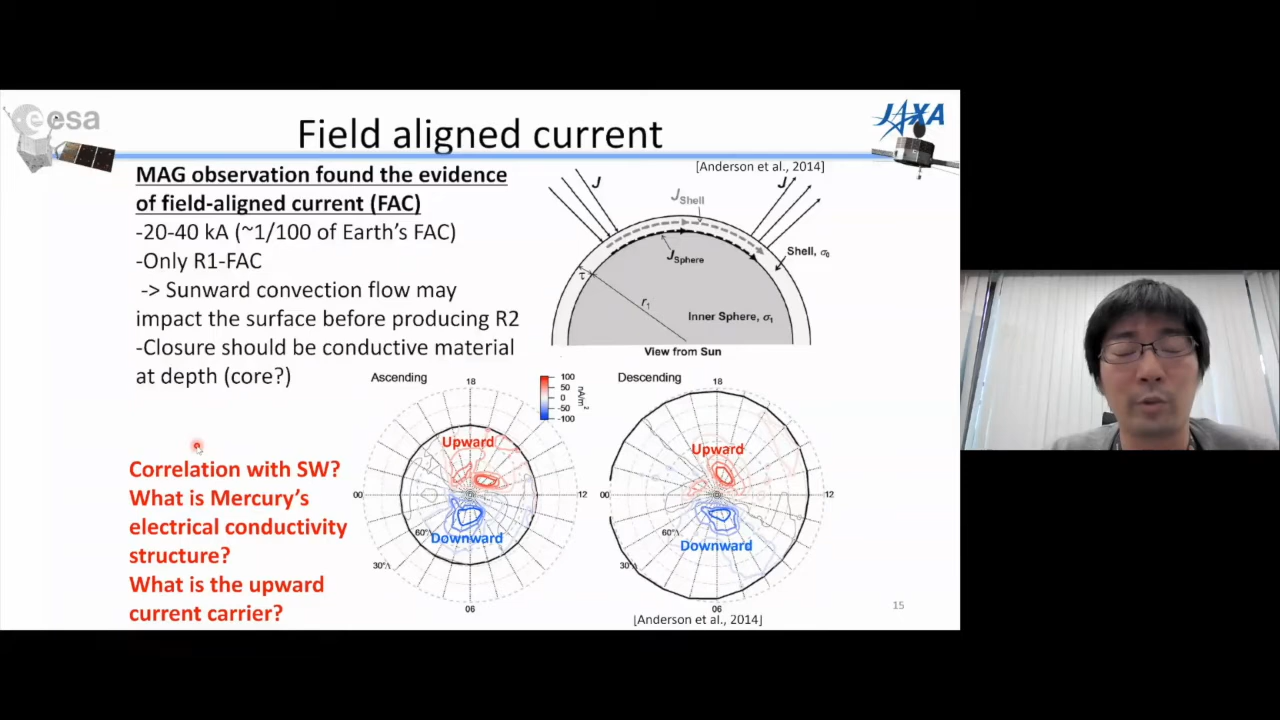 esa
Field aligned current
JAXA
MAG observation found the evidence
of field-aligned current (FAC)
-20-40 kA (~1/100 of Earth's FAC)
-Only R1-FAC
-> Sunward convection flow may
impact the surface before producing R2
-Closure should be conductive material
at depth (core?)
[Anderson et al., 2014]
J
J
JShell
JSphere
Shell, σ0
τ
r1
Inner Sphere, σ1
View from Sun
Ascending
18
100
50
0
-50
-100
nA/m²
Descending
18
Upward
00
12
60°Λ
Downward
30°Λ
06
Upward
00
12
60°Λ
Downward
30°Λ
06
[Anderson et al., 2014]
Correlation with SW?
What is Mercury's
electrical conductivity
structure?
What is the upward
current carrier?
15